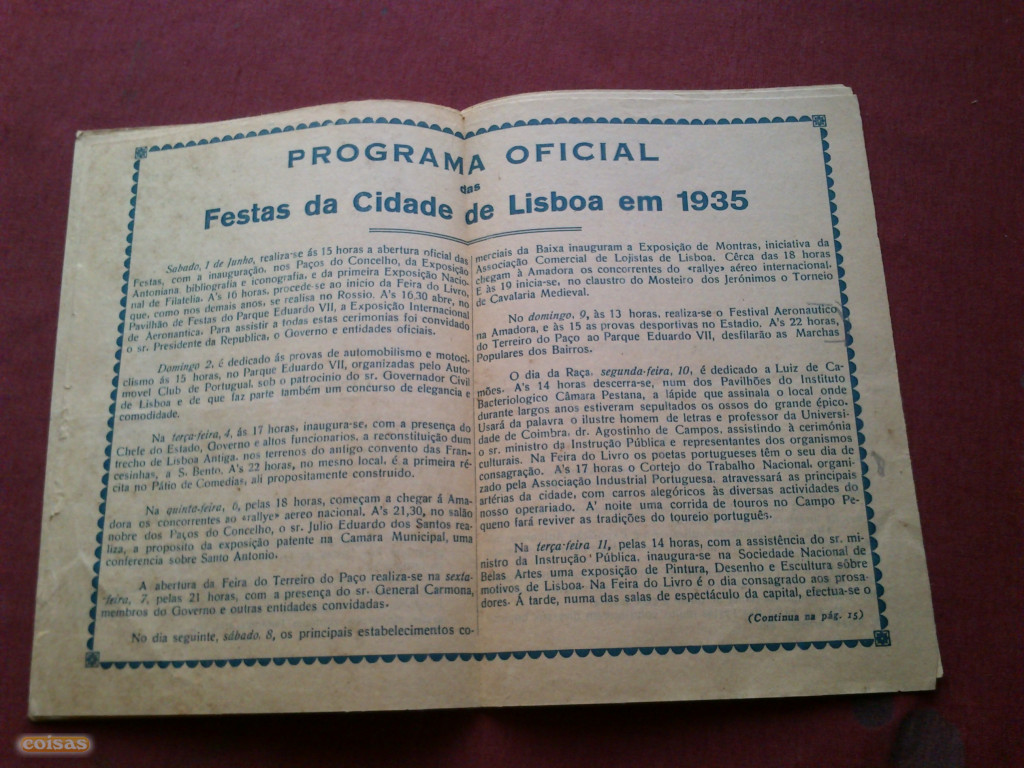 PROGRAMA OFICIAL
das
Festas da Cidade de Lisboa em 1935
Sabado, 1 de Junho, realiza-se ás 15 horas a abertura oficial das
Festas, com a inauguração, nos Paços do Concelho, da Exposição
Antoniana, bibliografia e iconografia, e da primeira Exposição Nacio-
nal de Filatelia. A's 16 horas, procede-se ao inicio da Feira do Livro,
que, como nos demais anos, se realisa no Rossio. A's 16,30 abre, no
Pavilhão de Festas do Parque Eduardo VII, a Exposição Internacional
de Aeronantica. Para assistir a todas estas cerimonias foi convidado
o sr. Presidente da Republica, o Governo e entidades oficiais.
Domingo 2, é dedicado ás provas de automobilismo e motoci-
clismo ás 15 horas, no Parque Eduardo VII, organizadas pelo Auto-
movel Club de Portugal, sob o patrocinio do sr. Governador Civil
de Lisboa e de que faz parte também um concurso de elegancia e
comodidade.
Na terça-feira, 4, ás 17 horas, inaugura-se, com a presença do
Chefe do Estado, Governo e altos funcionarios, a reconstituição dum
trecho de Lisboa Antiga, nos terrenos do antigo convento das Fran-
cesinhas, a S. Bento. A's 22 horas, no mesmo local, é a primeira ré-
cita no Pátio de Comedias, ali propositamente construido.
Na quinto-feira, 6, pelas 18 horas, começam a chegar á Ama-
dora os concorrentes ao «rallye» aereo nacional. A's 21,30, no salão
nobre dos Paços do Concelho, o sr. Julio Eduardo dos Santos rea-
liza, a proposito da exposição patente na Camára Municipal, uma
conferencia sobre Santo Antonio.
A abertura da Feira do Terreiro do Paço realiza-se na sexta-
feira, 7, pelas 21 horas, com a presença do sr. General Carmona,
membros do Governo e outras entidades convidadas.
No dia seguinte, sábado, 8, os principais estabelecimentos co-
merciais da Baixa inauguram a Exposição de Montras, iniciativa da
Associação Comercial de Lojistas de Lisboa. Cêrca das 18 horas
chegam à Amadora os concorrentes do «rallye» aéreo internacional.
E às 19 inicia-se, no claustro do Mosteiro dos Jerónimos o Torneio
de Cavalaria Medieval.
No domingo, 9, às 13 horas, realiza-se o Festival Aeronautico
na Amadora, e às 15 as provas desportivas no Estadio. A's 22 horas,
do Terreiro do Paço ao Parque Eduardo VII, desfilarão as Marchas
Populares dos Bairros.
O dia da Raça, segunda-feira, 10, é dedicado a Luiz de Ca-
mões. A's 14 horas descerra-se, num dos Pavilhões do Instituto
Bacteriologico Câmara Pestana, a lápide que assinala o local onde
durante largos anos estiveram sepultados os ossos do grande épico.
Usará da palavra o ilustre homem de letras e professor da Universi-
dade de Coimbra, dr. Agostinho de Campos, assistindo à cerimónia
o sr. ministro da Instrução Pública e representantes dos organismos
culturais. Na Feira do Livro os poetas portugueses têm o seu dia de
consagração. A's 17 horas o Cortejo do Trabalho Nacional, organi-
zado pela Associação Industrial Portuguesa, atravessará as principais
artérias da cidade, com carros alegóricos às diversas actividades do
nosso operariado. A' noite uma corrida de touros no Campo Pe-
queno fará reviver as tradições do toureio português.
Na terça-feira 11, pelas 14 horas, com a assistência do sr. mi-
nistro da Instrução Pública, inaugura-se na Sociedade Nacional de
Belas Artes uma exposição de Pintura, Desenho e Escultura sôbre
motivos de Lisboa. Na Feira do Livro é o dia consagrado aos prosa-
dores. Á tarde, numa das salas de espectáculo da capital, efectua-se o
(Continua na pág. 15)
coisas